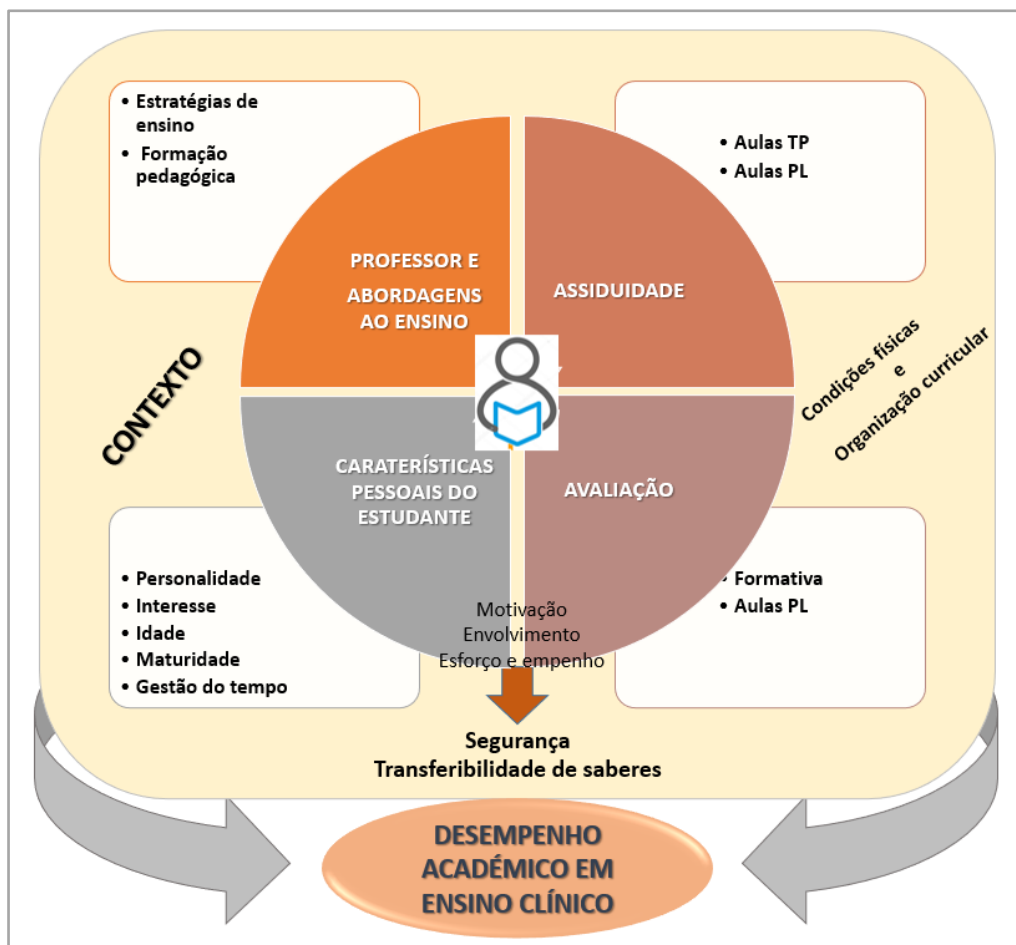 • Estratégias de
ensino
• Formação
pedagógica
• Aulas TP
• Aulas PL
PROFESSOR E
ABORDAGENS
AO ENSINO
ASSIDUIDADE
CONTEXTO
Condições físicas
e
Organização curricular
CARATERÍSTICAS
PESSOAIS DO
ESTUDANTE
AVALIAÇÃO
• Personalidade
• Interesse
• Idade
• Maturidade
• Gestão do tempo
• Formativa
• Aulas PL
Motivação
Envolvimento
Esforço e empenho
Segurança
Transferibilidade de saberes
DESEMPENHO
ACADÉMICO EM
ENSINO CLÍNICO